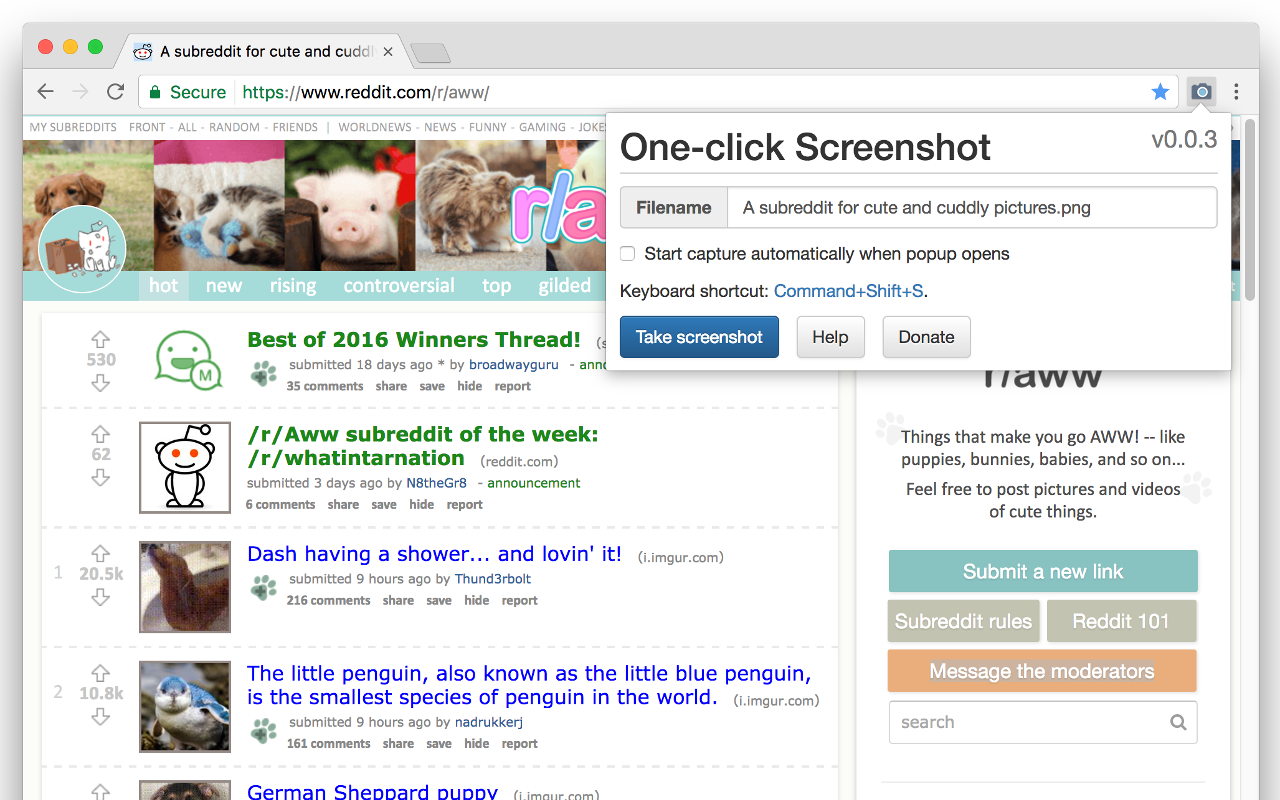 A subreddit for cute and cuddl
Secure https://www.reddit.com/r/aww/
MY SUBREDDITS FRONT - ALL - RANDOM - FRIENDS | WORLDNEWS - NEWS - FUNNY - GAMING - JOKES
One-click Screenshot v0.0.3
Filename A subreddit for cute and cuddly pictures.png
Start capture automatically when popup opens
Keyboard shortcut: Command+Shift+S.
Take screenshot Help Donate
r/a
hot new rising controversial top gilded
530
Best of 2016 Winners Thread!
submitted 18 days ago * by broadwayguru - anno
35 comments share save hide report
M
62
/r/Aww subreddit of the week:
/r/whatintarnation (reddit.com)
submitted 3 days ago by N8theGr8 - announcement
6 comments share save hide report
1 20.5k
Dash having a shower... and lovin' it! (i.imgur.com)
submitted 9 hours ago by Thund3rbolt
216 comments share save hide report
2 10.8k
The little penguin, also known as the little blue penguin,
is the smallest species of penguin in the world. (i.imgur.com)
submitted 9 hours ago by nadrukkerj
161 comments share save hide report
German Sheppard puppy (i.imgur.com)
r/aww
Things that make you go AWW! -- like
puppies, bunnies, babies, and so on...
Feel free to post pictures and videos
of cute things.
Submit a new link
Subreddit rules Reddit 101
Message the moderators
search